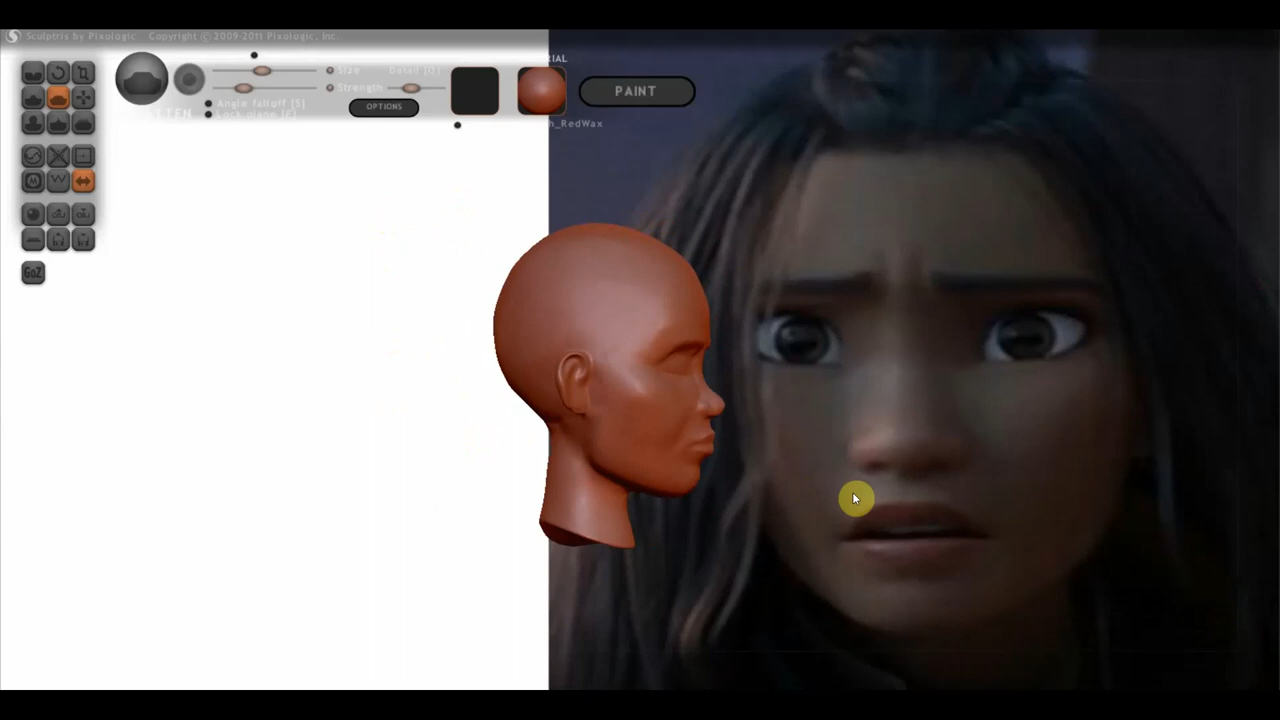 Sculptris by Pixologic Copyright © 2009-2011 Pixologic, Inc.
Size Detail [Q]
Strength
Angle falloff [S]
OPTIONS
PAINT
GoZ